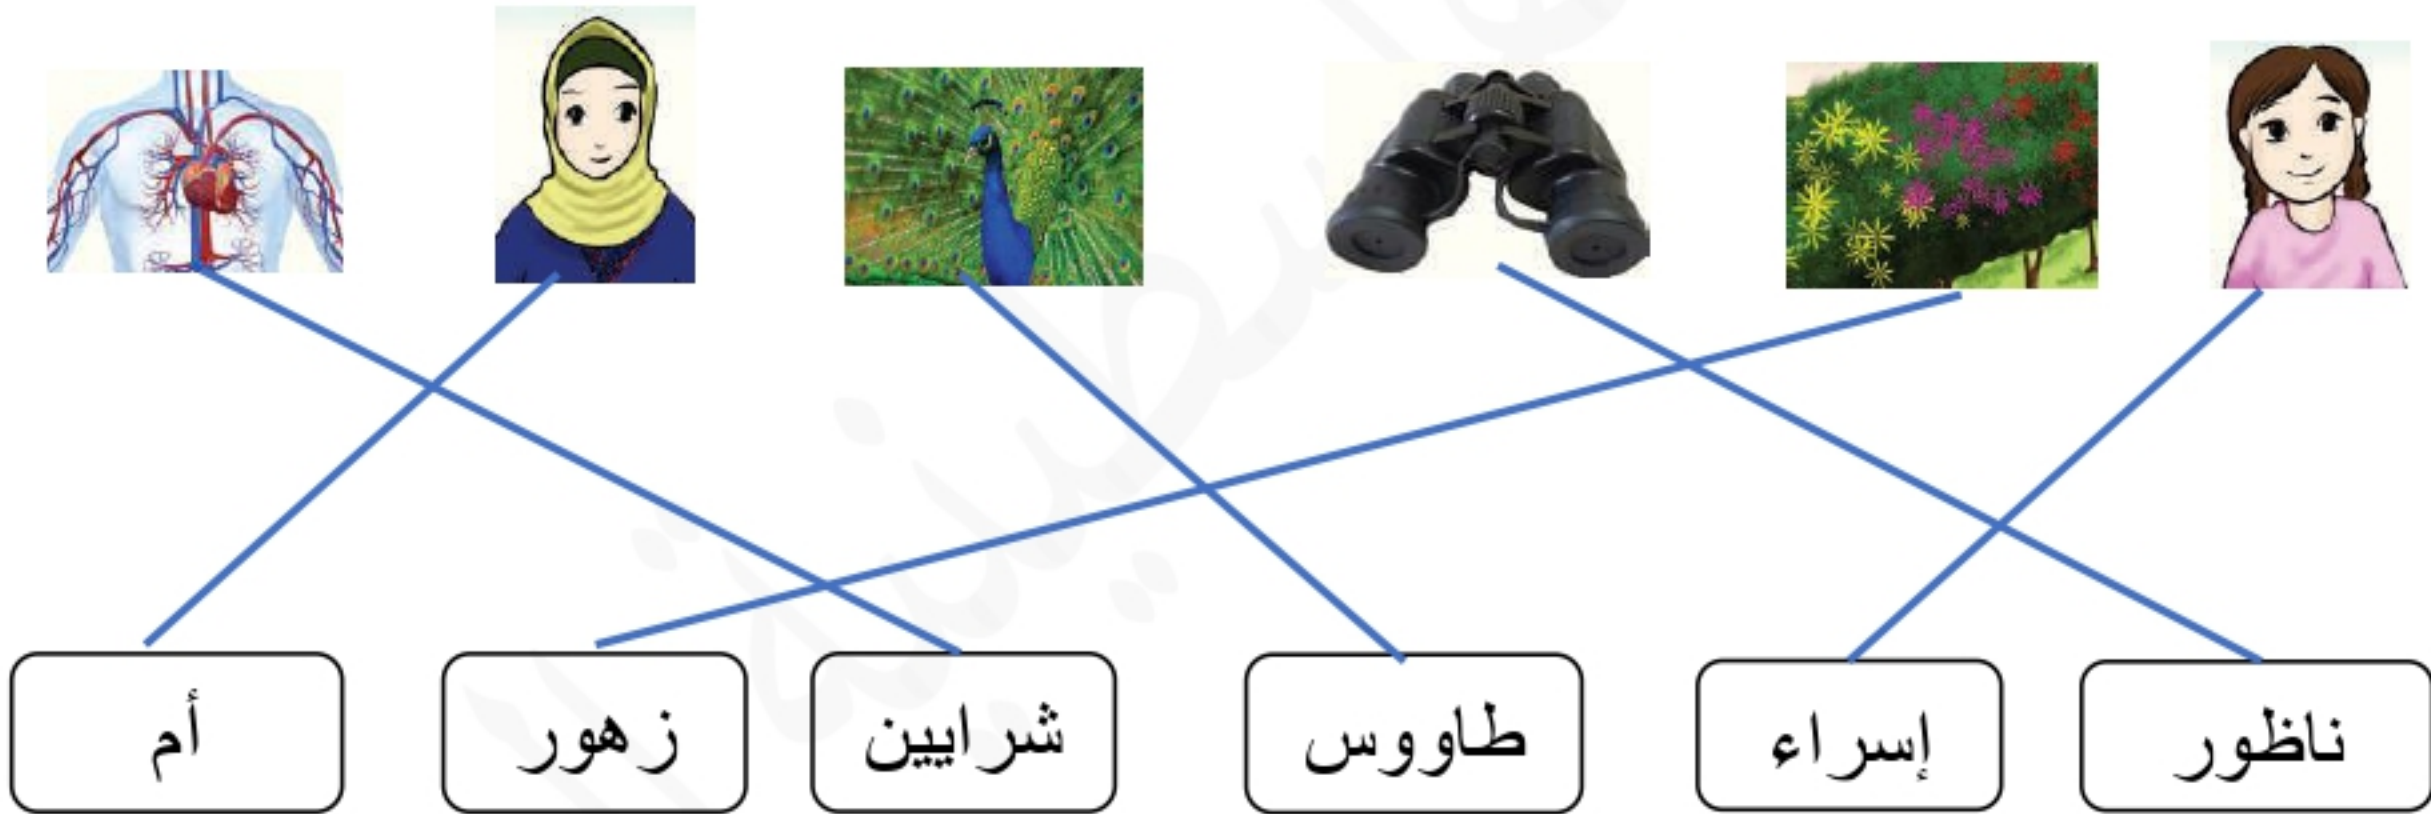 ناظور
إسراء
طاووس
شرايين
زهور
أم